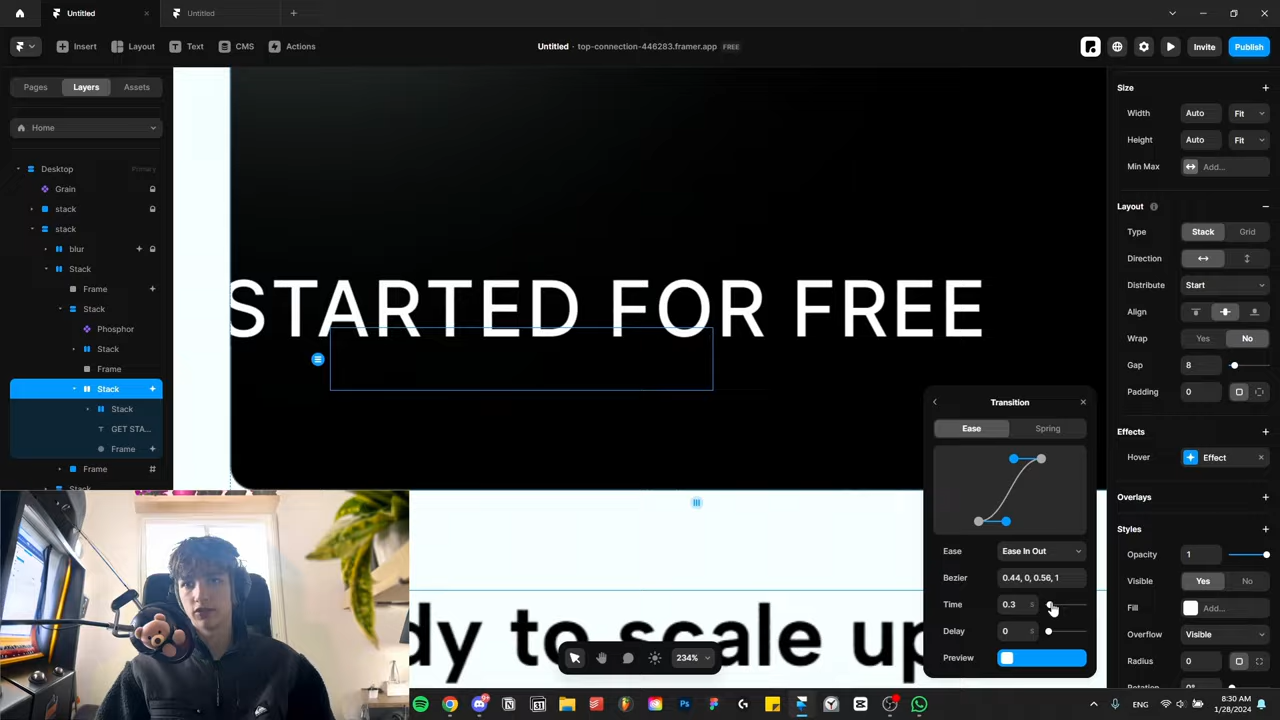 Untitled
Untitled
Insert
Layout
Text
CMS
Actions
Untitled · top-connection-446283.framer.app FREE
Invite
Publish
Pages
Layers
Assets
Home
Desktop
Primary
Grain
stack
stack
blur
Stack
Frame
Stack
Phosphor
Stack
Frame
Stack
Stack
GET STA...
Frame
Frame
STARTED FOR FREE
dy to scale up
234%
Size
Width Auto Fit
Height Auto Fit
Min Max Add...
Layout
Type Stack Grid
Direction
Distribute Start
Align
Wrap Yes No
Gap 8
Padding 0
Effects
Hover Effect
Overlays
Styles
Opacity 1
Visible Yes No
Fill Add...
Overflow Visible
Radius 0
Transition
Ease Spring
Ease Ease In Out
Bezier 0.44, 0, 0.56, 1
Time 0.3 s
Delay 0 s
Preview
ENG
8:30 AM
1/28/2024